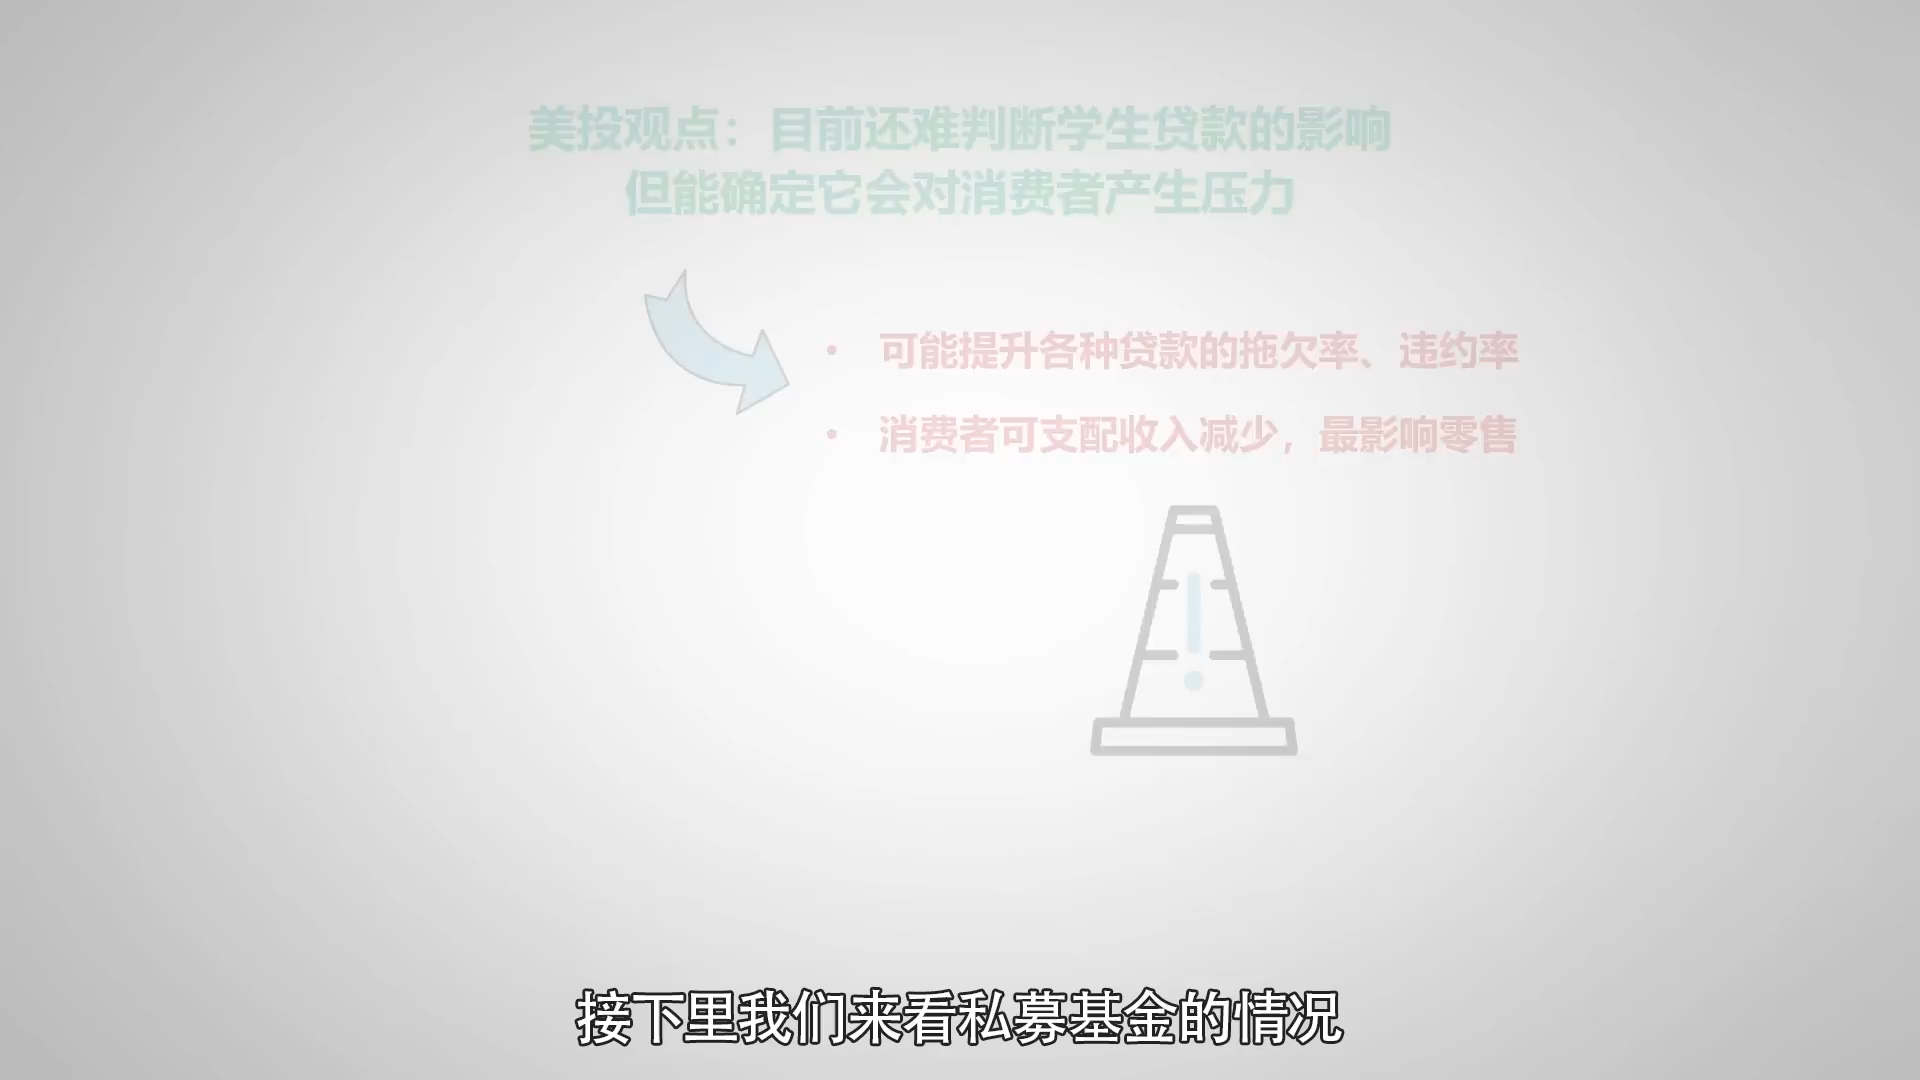 美投观点：目前还难判断学生贷款的影响
但能确定它会对消费者产生压力
• 可能提升各种贷款的拖欠率、违约率
• 消费者可支配收入减少，最影响零售
接下里我们来看私募基金的情况